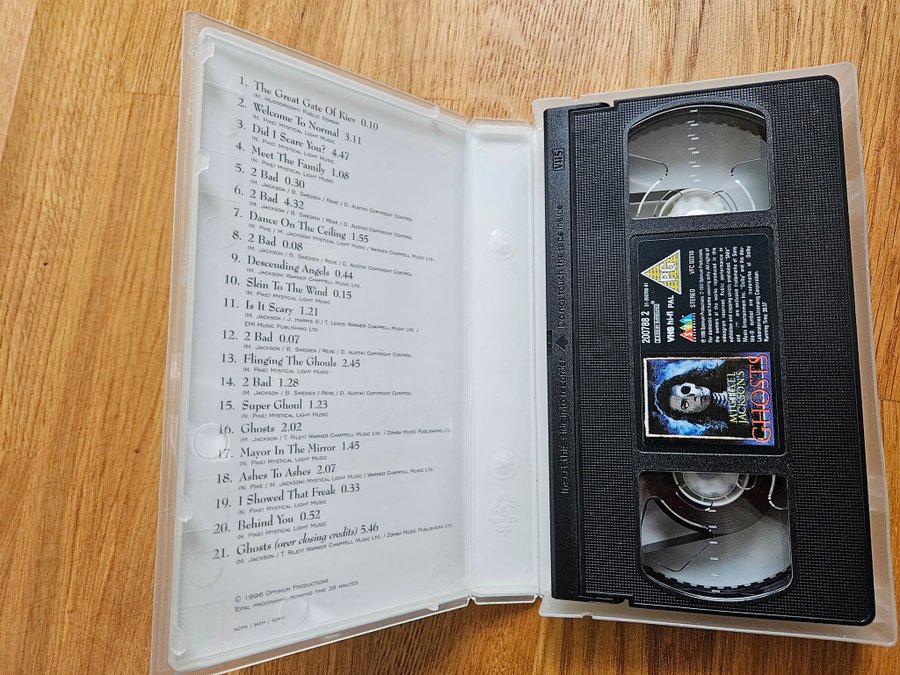 1. The Great Gate Of Kiev 0.10
(M. Mussorgsky) Public Domain
2. Welcome To Normal 3.11
(N. Pike) Mystical Light Music
3. Did I Scare You? 4.47
(N. Pike) Mystical Light Music
4. Meet The Family 1.08
(N. Pike) Mystical Light Music
5. 2 Bad 0.30
(M. Jackson / B. Swedien / Rene / D. Austin) Copyright Control
6. 2 Bad 4.32
(M. Jackson / B. Swedien / Rene / D. Austin) Copyright Control
7. Dance On The Ceiling 1.55
(N. Pike / M. Jackson) Mystical Light Music / Warner Chappell Music Ltd.
8. 2 Bad 0.08
(M. Jackson / B. Swedien / Rene / D. Austin) Copyright Control
9. Descending Angels 0.44
(M. Jackson) Warner Chappell Music Ltd.
10. Skin To The Wind 0.15
(N. Pike) Mystical Light Music
11. Is It Scary 1.21
(M. Jackson / J. Harris III / T. Lewis) Warner Chappell Music Ltd. /
EMI Music Publishing Ltd.
12. 2 Bad 0.07
(M. Jackson / B. Swedien / Rene / D. Austin) Copyright Control
13. Flinging The Ghouls 2.45
(N. Pike) Mystical Light Music
14. 2 Bad 1.28
(M. Jackson / B. Swedien / Rene / D. Austin) Copyright Control
15. Super Ghoul 1.23
(N. Pike) Mystical Light Music
16. Ghosts 2.02
(M. Jackson / T. Riley) Warner Chappell Music Ltd. / Zomba Music Publishers Ltd.
17. Mayor In The Mirror 1.45
(N. Pike) Mystical Light Music
18. Ashes To Ashes 2.07
(N. Pike / M. Jackson) Mystical Light Music / Warner Chappell Music Ltd.
19. I Showed That Freak 0.33
(N. Pike) Mystical Light Music
20. Behind You 0.52
(N. Pike) Mystical Light Music
21. Ghosts (over closing credits) 5.46
(M. Jackson / T. Riley) Warner Chappell Music Ltd. / Zomba Music Publishers Ltd.
© 1996 Optimum Productions
Total programme running time 38 minutes
MCPS / BIEM / SDRM
VHS
MICHAEL
JACKSON'S
GHOSTS
200788 2
VHS Hi-Fi PAL
STEREO
PG